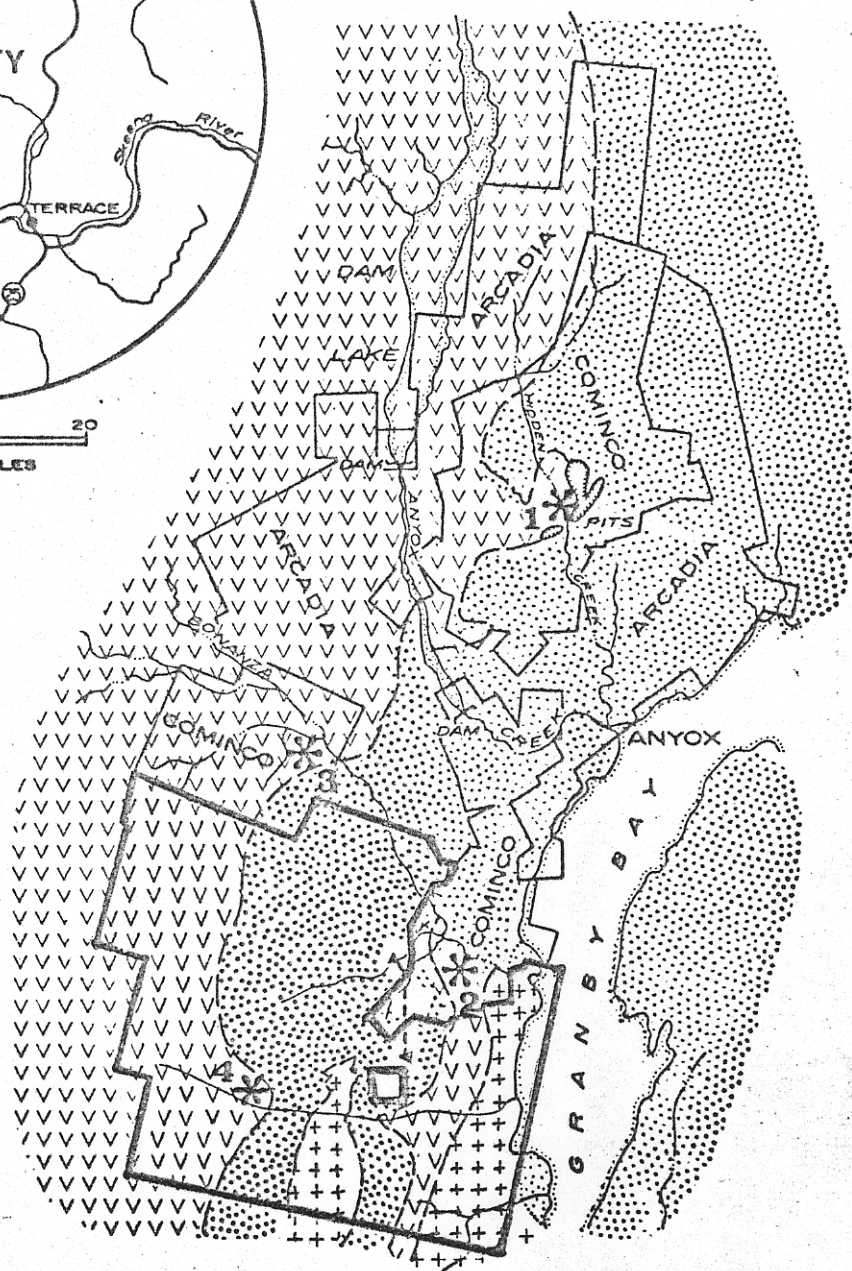 TY
Skeena River
TERRACE
20
LES
DAM
LAKE
ARCADIA
COMINCO
HIDDEN
DAM
ANYOX
1
PITS
CREEK
ARCADIA
ARCADIA
BONANZA
COMINCO
3
DAM CREEK
ANYOX
COMINCO
2
4
GRANBY BAY